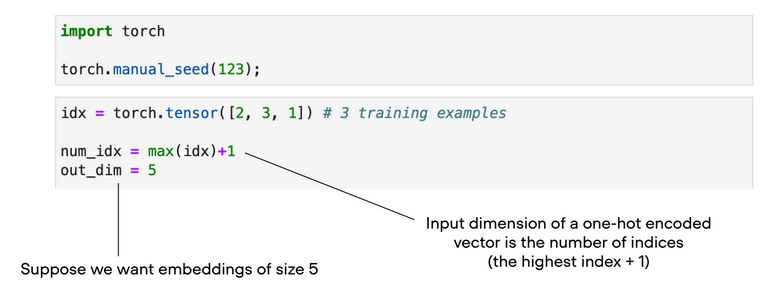 import torch
torch.manual_seed(123);
idx = torch.tensor([2, 3, 1]) # 3 training examples
num_idx = max(idx)+1
out_dim = 5
Input dimension of a one-hot encoded
vector is the number of indices
(the highest index + 1)
Suppose we want embeddings of size 5